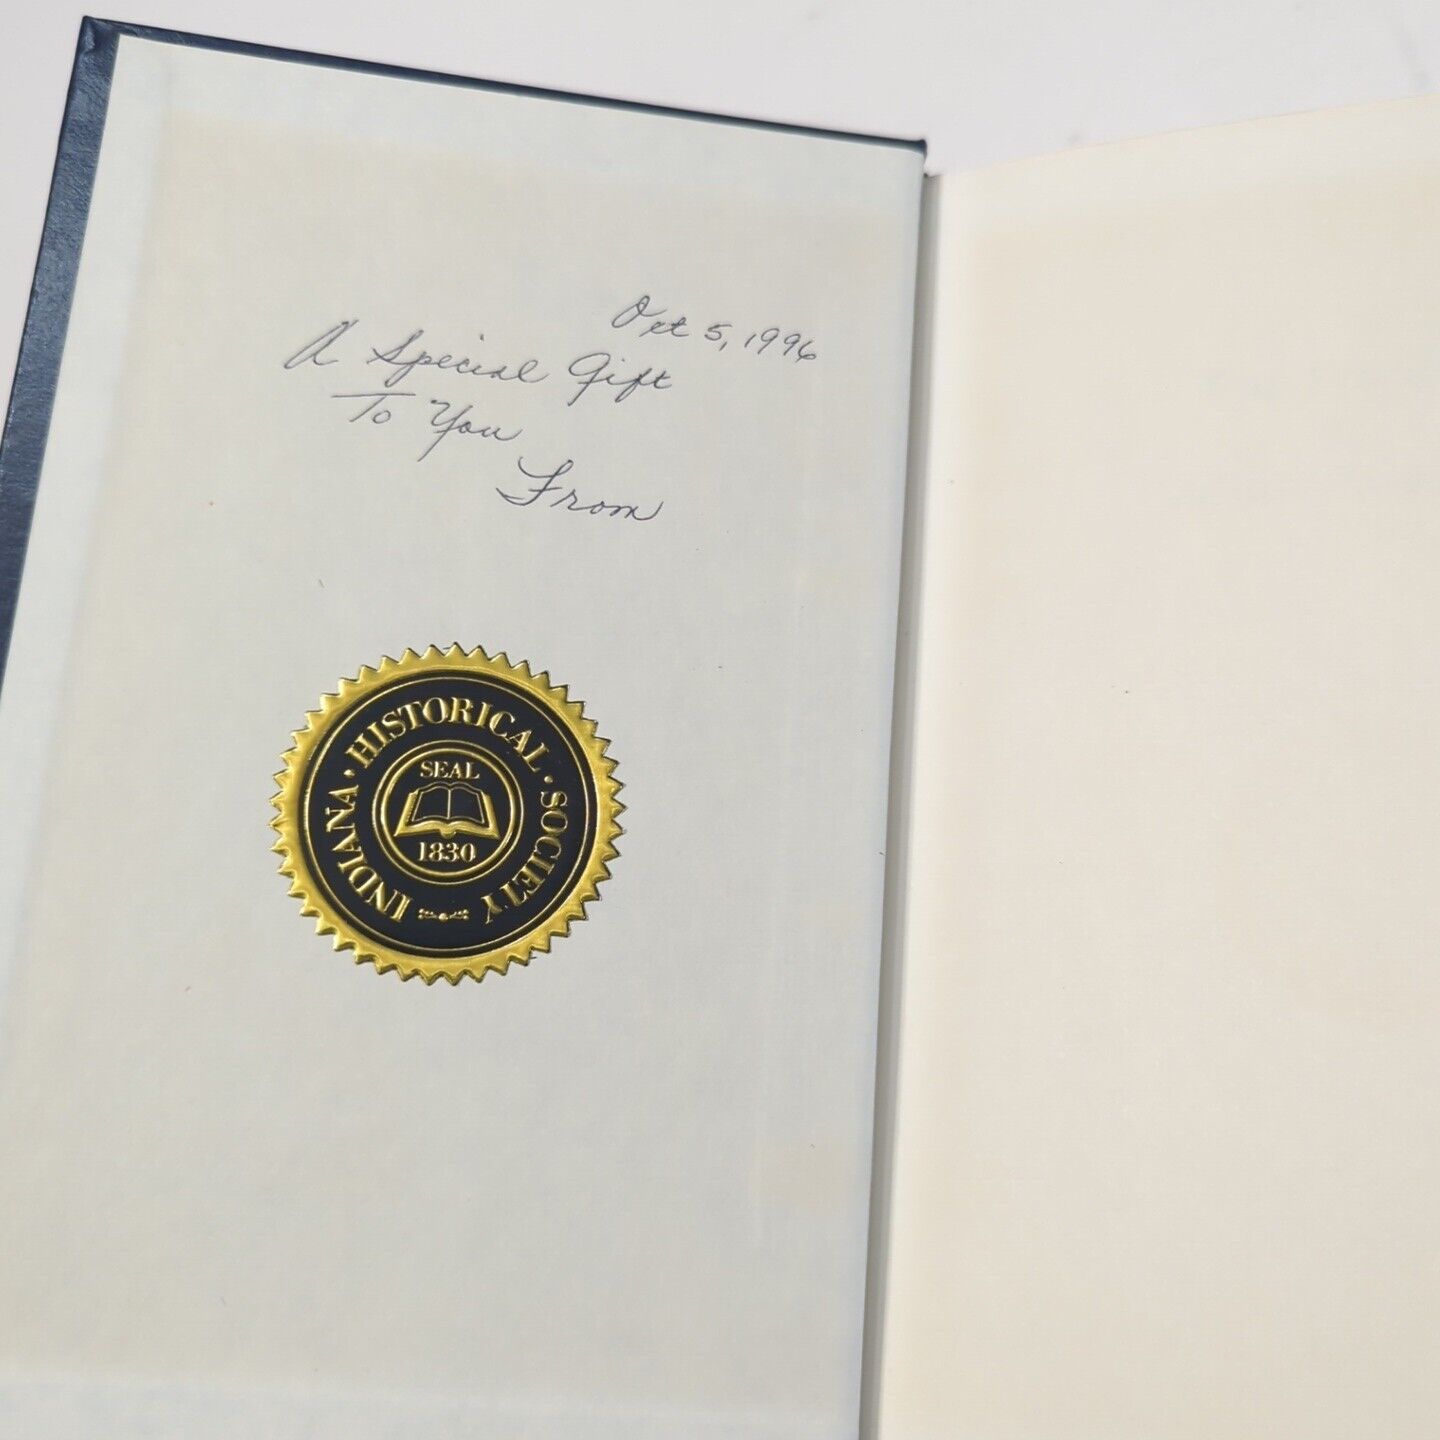 Oct 5, 1996
A Special Gift
To You
From
INDIANA · HISTORICAL · SOCIETY
SEAL
1830